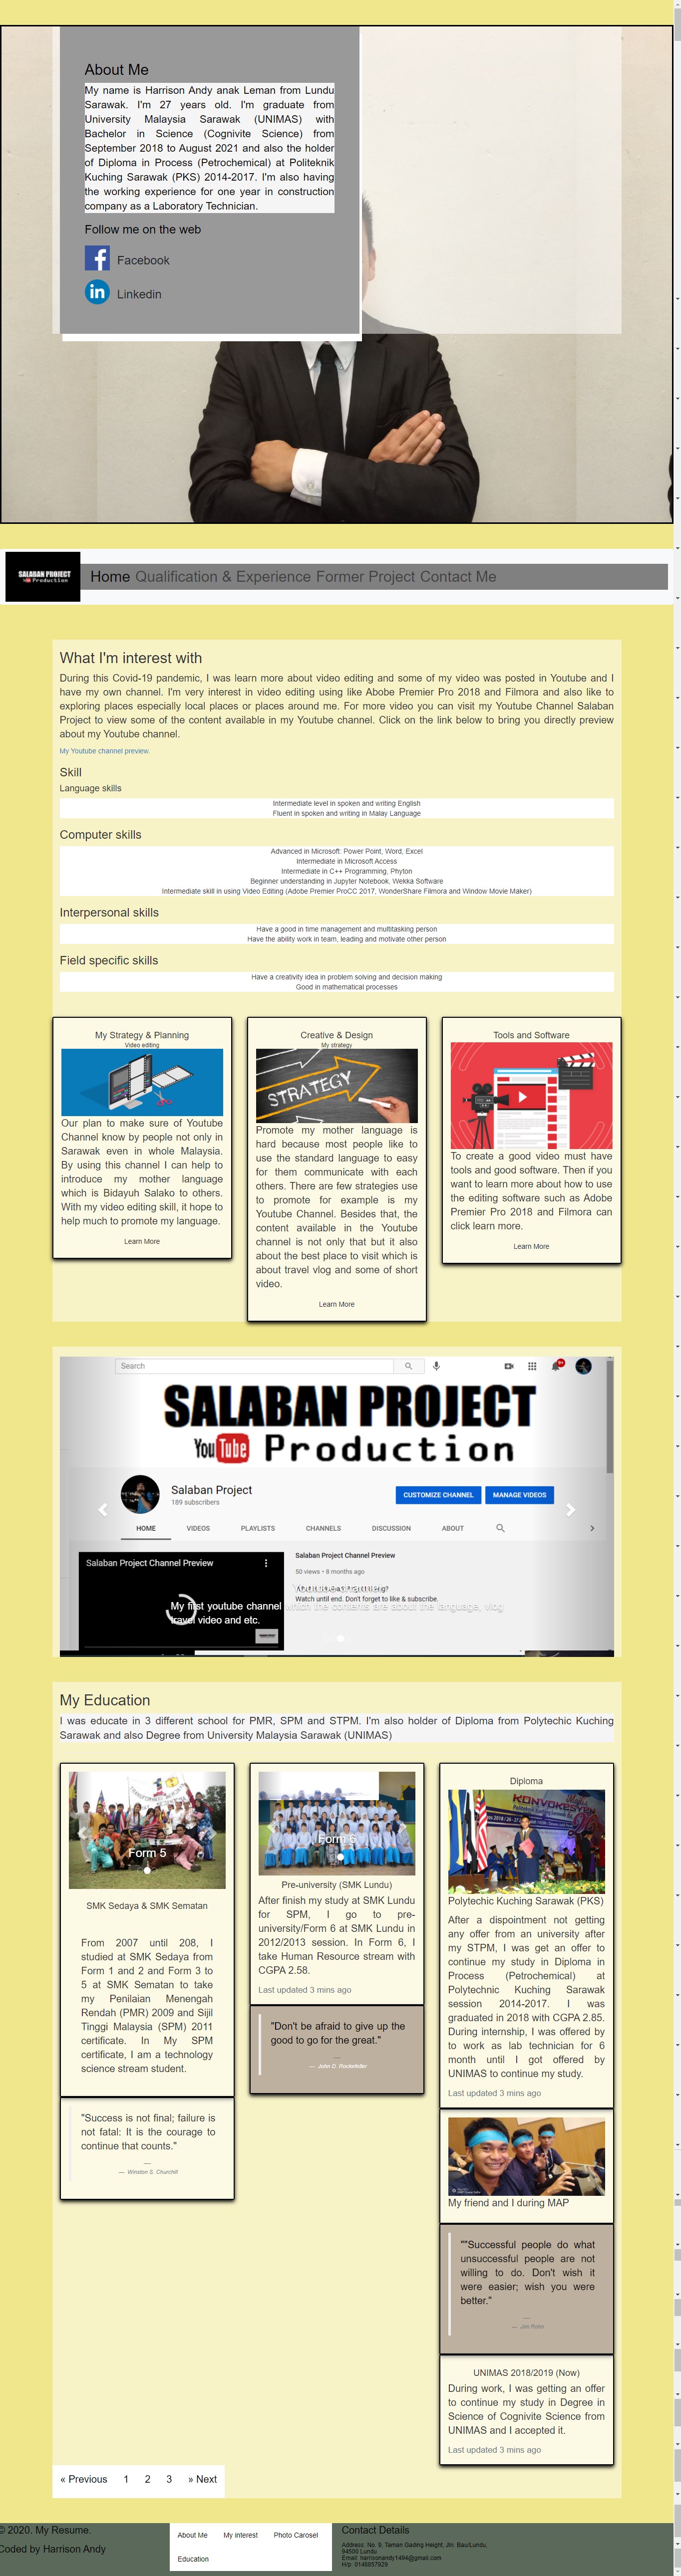 About Me
My name is Harrison Andy anak Leman from Lundu
Sarawak. I'm 27 years old. I'm graduate from
University Malaysia Sarawak (UNIMAS) with
Bachelor in Science (Cognivite Science) from
September 2018 to August 2021 and also the holder
of Diploma in Process (Petrochemical) at Politeknik
Kuching Sarawak (PKS) 2014-2017. I'm also having
the working experience for one year in construction
company as a Laboratory Technician.
Follow me on the web
Facebook
Linkedin
SALABAN PROJECT
YouTube Production
Home Qualification & Experience Former Project Contact Me
What I'm interest with
During this Covid-19 pandemic, I was learn more about video editing and some of my video was posted in Youtube and I
have my own channel. I'm very interest in video editing using like Abobe Premier Pro 2018 and Filmora and also like to
exploring places especially local places or places around me. For more video you can visit my Youtube Channel Salaban
Project to view some of the content available in my Youtube channel. Click on the link below to bring you directly preview
about my Youtube channel.
My Youtube channel preview.
Skill
Language skills
Intermediate level in spoken and writing English
Fluent in spoken and writing in Malay Language
Computer skills
Advanced in Microsoft: Power Point, Word, Excel
Intermediate in Microsoft Access
Intermediate in C++ Programming, Phyton
Beginner understanding in Jupyter Notebook, Wekka Software
Intermediate skill in using Video Editing (Adobe Premier ProCC 2017, WonderShare Filmora and Window Movie Maker)
Interpersonal skills
Have a good in time management and multitasking person
Have the ability work in team, leading and motivate other person
Field specific skills
Have a creativity idea in problem solving and decision making
Good in mathematical processes
My Strategy & Planning
Video editing
Our plan to make sure of Youtube
Channel know by people not only in
Sarawak even in whole Malaysia.
By using this channel I can help to
introduce my mother language
which is Bidayuh Salako to others.
With my video editing skill, it hope to
help much to promote my language.
Learn More
Creative & Design
My strategy
STRATEGY
Promote my mother language is
hard because most people like to
use the standard language to easy
for them communicate with each
others. There are few strategies use
to promote for example is my
Youtube Channel. Besides that, the
content available in the Youtube
channel is not only that but it also
about the best place to visit which is
about travel vlog and some of short
video.
Learn More
Tools and Software
To create a good video must have
tools and good software. Then if you
want to learn more about how to use
the editing software such as Adobe
Premier Pro 2018 and Filmora can
click learn more.
Learn More
Search
9+
SALABAN PROJECT
YouTube Production
Salaban Project
189 subscribers
CUSTOMIZE CHANNEL MANAGE VIDEOS
HOME VIDEOS PLAYLISTS CHANNELS DISCUSSION ABOUT
Salaban Project Channel Preview
Salaban Project Channel Preview
50 views • 8 months ago
Watch until end. Don't forget to like & subscribe.
My first youtube channel which the contents are about the language, vlog
travel video and etc.
My Education
I was educate in 3 different school for PMR, SPM and STPM. I'm also holder of Diploma from Polytechic Kuching
Sarawak and also Degree from University Malaysia Sarawak (UNIMAS)
Form 5
SMK Sedaya & SMK Sematan
From 2007 until 208, I
studied at SMK Sedaya from
Form 1 and 2 and Form 3 to
5 at SMK Sematan to take
my Penilaian Menengah
Rendah (PMR) 2009 and Sijil
Tinggi Malaysia (SPM) 2011
certificate. In My SPM
certificate, I am a technology
science stream student.
"Success is not final; failure is
not fatal: It is the courage to
continue that counts."
— Winston S. Churchill
Form 6
Pre-university (SMK Lundu)
After finish my study at SMK Lundu
for SPM, I go to pre-
university/Form 6 at SMK Lundu in
2012/2013 session. In Form 6, I
take Human Resource stream with
CGPA 2.58.
Last updated 3 mins ago
"Don't be afraid to give up the
good to go for the great."
— John D. Rockefeller
Diploma
KONVOKESYEN
Polytechic Kuching Sarawak (PKS)
After a dispointment not getting
any offer from an university after
my STPM, I was get an offer to
continue my study in Diploma in
Process (Petrochemical) at
Polytechnic Kuching Sarawak
session 2014-2017. I was
graduated in 2018 with CGPA 2.85.
During internship, I was offered by
to work as lab technician for 6
month until I got offered by
UNIMAS to continue my study.
Last updated 3 mins ago
My friend and I during MAP
""Successful people do what
unsuccessful people are not
willing to do. Don't wish it
were easier; wish you were
better."
— Jim Rohn
UNIMAS 2018/2019 (Now)
During work, I was getting an offer
to continue my study in Degree in
Science of Cognivite Science from
UNIMAS and I accepted it.
Last updated 3 mins ago
« Previous 1 2 3 » Next
© 2020. My Resume.
Coded by Harrison Andy
About Me My interest Photo Carosel
Education
Contact Details
Address: No. 9, Taman Gading Height, Jln. Bau/Lundu,
94500 Lundu
Email: harrisonandy1494@gmail.com
H/p: 0148857929